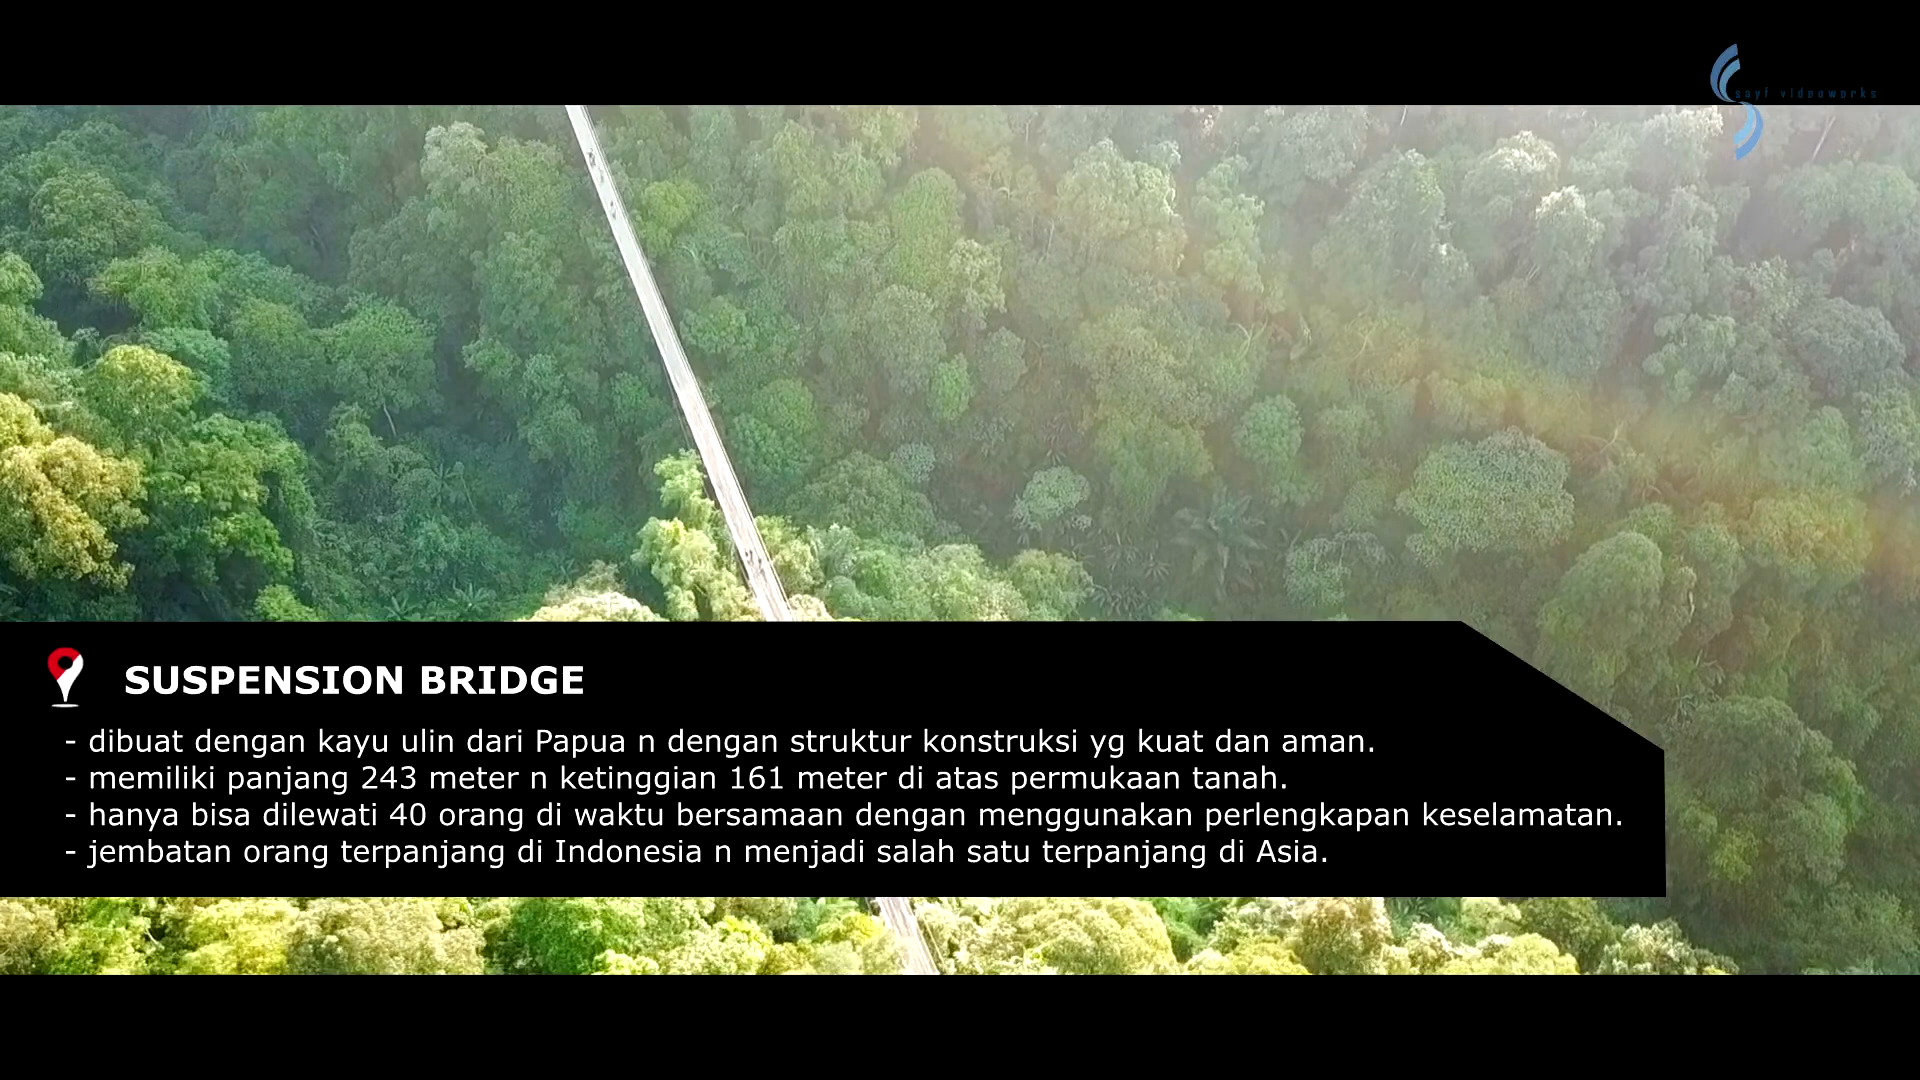 sayf videoworks
SUSPENSION BRIDGE
- dibuat dengan kayu ulin dari Papua n dengan struktur konstruksi yg kuat dan aman.
- memiliki panjang 243 meter n ketinggian 161 meter di atas permukaan tanah.
- hanya bisa dilewati 40 orang di waktu bersamaan dengan menggunakan perlengkapan keselamatan.
- jembatan orang terpanjang di Indonesia n menjadi salah satu terpanjang di Asia.